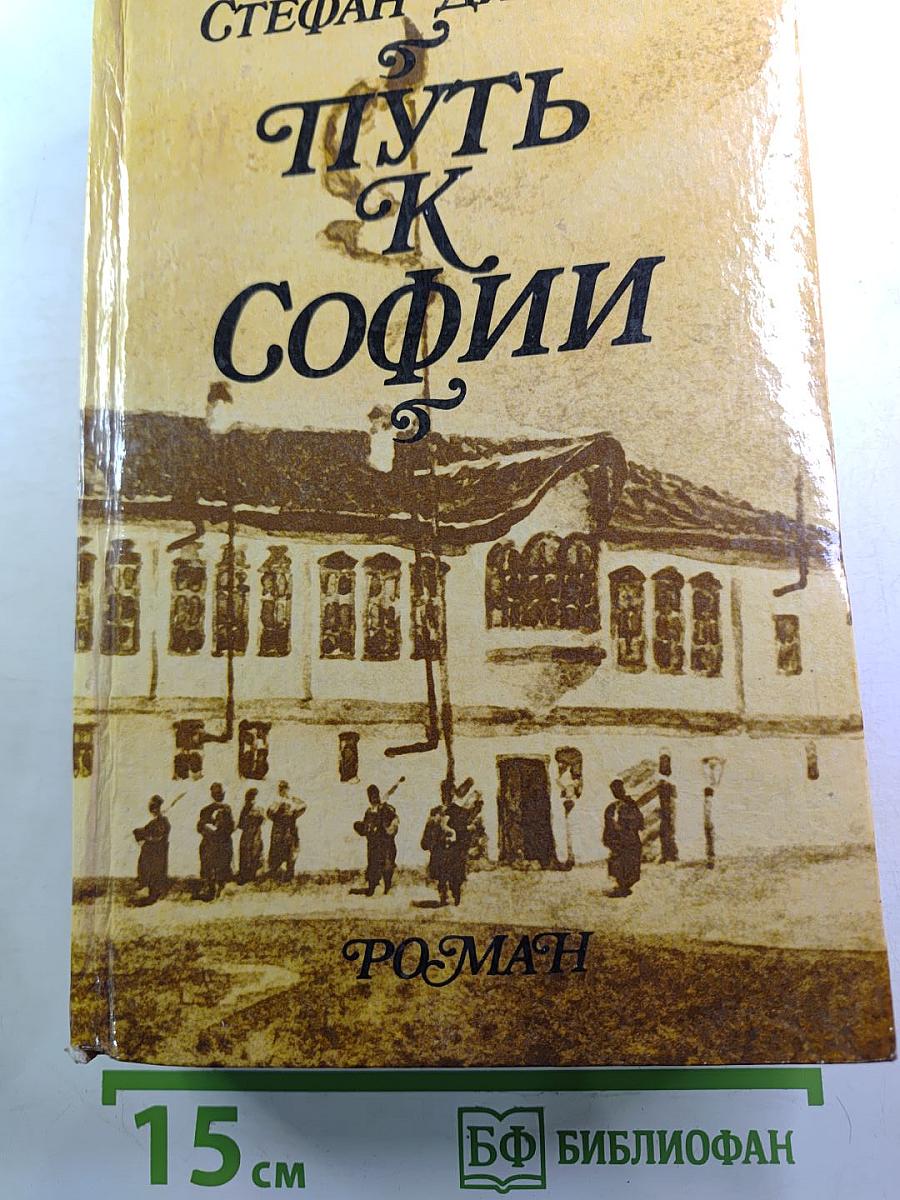 СТЕФАН
ПУТЬ
К
СОФИИ
РОМАН
15 см
БФ БИБЛИОФАН